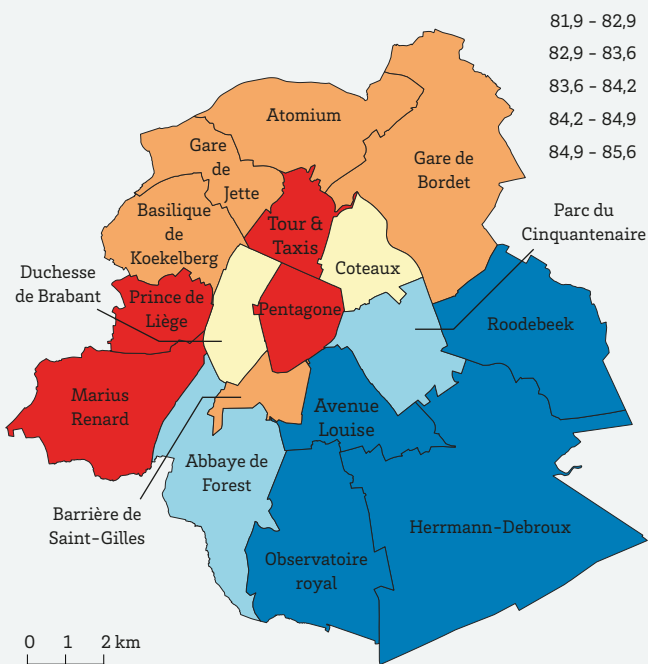 81,9 – 82,9
82,9 – 83,6
83,6 – 84,2
84,2 – 84,9
84,9 – 85,6
Atomium
Gare
de
Jette
Gare de
Bordet
Basilique
de
Koekelberg
Tour &
Taxis
Parc du
Cinquantenaire
Coteaux
Duchesse
de Brabant
Prince de
Liège
Pentagone
Roodebeek
Marius
Renard
Avenue
Louise
Abbaye de
Forest
Barrière de
Saint-Gilles
Herrmann-Debroux
Observatoire
royal
0 1 2 km